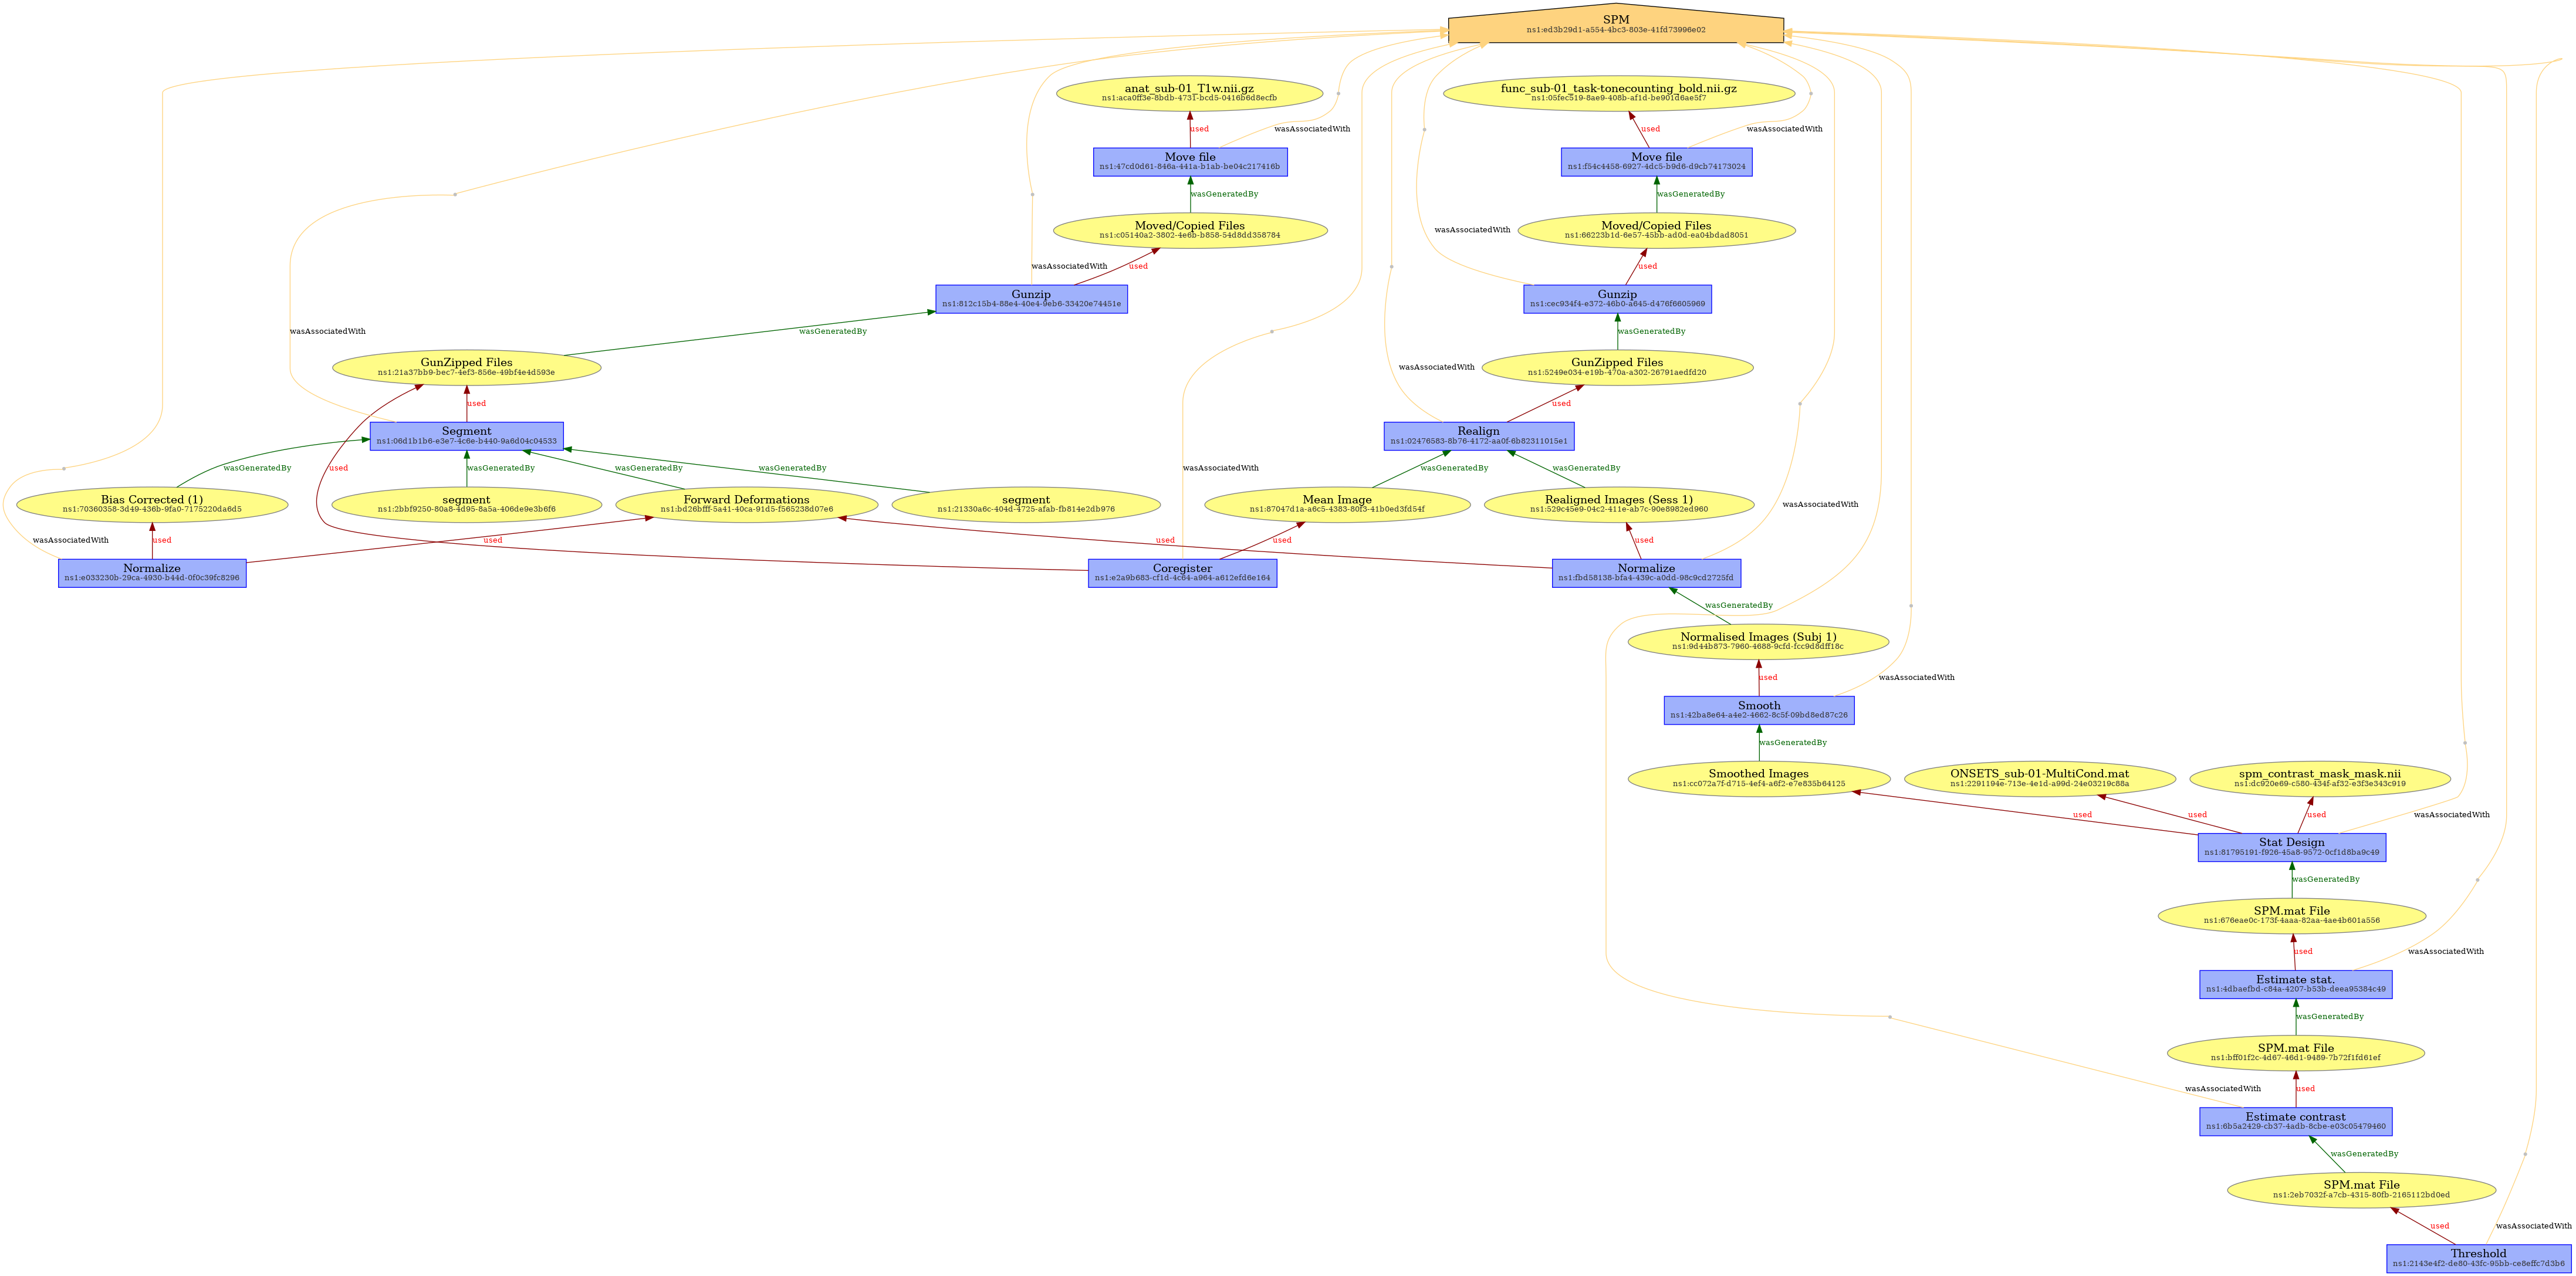 SPM
ns1:ed3b29d1-a554-4bc3-803e-41fd73996e02
anat_sub-01_T1w.nii.gz
ns1:aca0ff3e-8bdb-4731-bcd5-0416b6d8ecfb
func_sub-01_task-tonecounting_bold.nii.gz
ns1:05fec519-8ae9-408b-af1d-be901d6ae5f7
used
wasAssociatedWith
used
wasAssociatedWith
Move file
ns1:47cd0d61-846a-441a-b1ab-be04c217416b
Move file
ns1:f54c4458-6927-4dc5-b9d6-d9cb74173024
wasGeneratedBy
wasGeneratedBy
Moved/Copied Files
ns1:c05140a2-3802-4e6b-b858-54d8dd358784
wasAssociatedWith
Moved/Copied Files
ns1:66223b1d-6e57-45bb-ad0d-ea04bdad8051
wasAssociatedWith
used
used
Gunzip
ns1:812c15b4-88e4-40e4-9eb6-33420e74451e
Gunzip
ns1:cec934f4-e372-46b0-a645-d476f6605969
wasAssociatedWith
wasGeneratedBy
wasGeneratedBy
GunZipped Files
ns1:21a37bb9-bec7-4ef3-856e-49bf4e4d593e
wasAssociatedWith
GunZipped Files
ns1:5249e034-e19b-470a-a302-26791aedfd20
used
used
Segment
ns1:06d1b1b6-e3e7-4c6e-b440-9a6d04c04533
Realign
ns1:02476583-8b76-4172-aa0f-6b82311015e1
wasGeneratedBy
used
wasGeneratedBy
wasGeneratedBy
wasGeneratedBy
wasAssociatedWith
wasGeneratedBy
wasGeneratedBy
Bias Corrected (1)
ns1:70360358-3d49-436b-9fa0-7175220da6d5
segment
ns1:2bbf9250-80a8-4d95-8a5a-406de9e3b6f6
Forward Deformations
ns1:bd26bfff-5a41-40ca-91d5-f565238d07e6
segment
ns1:21330a6c-404d-4725-afab-fb814e2db976
Mean Image
ns1:87047d1a-a6c5-4383-80f3-41b0ed3fd54f
Realigned Images (Sess 1)
ns1:529c45e9-04c2-411e-ab7c-90e8982ed960
wasAssociatedWith
wasAssociatedWith
used
used
used
used
used
Normalize
ns1:e033230b-29ca-4930-b44d-0f0c39fc8296
Coregister
ns1:e2a9b683-cf1d-4c64-a964-a612efd6e164
Normalize
ns1:fbd58138-bfa4-439c-a0dd-98c9cd2725fd
wasGeneratedBy
Normalised Images (Subj 1)
ns1:9d44b873-7960-4688-9cfd-fcc9d8dff18c
used
wasAssociatedWith
Smooth
ns1:42ba8e64-a4e2-4662-8c5f-09bd8ed87c26
wasGeneratedBy
Smoothed Images
ns1:cc072a7f-d715-4ef4-a6f2-e7e835b64125
ONSETS_sub-01-MultiCond.mat
ns1:2291194e-713e-4e1d-a99d-24e03219c88a
spm_contrast_mask_mask.nii
ns1:dc920e69-c580-434f-af32-e3f3e343c919
used
used
used
wasAssociatedWith
Stat Design
ns1:81795191-f926-45a8-9572-0cf1d8ba9c49
wasGeneratedBy
SPM.mat File
ns1:676eae0c-173f-4aaa-82aa-4ae4b601a556
used
wasAssociatedWith
Estimate stat.
ns1:4dbaefbd-c84a-4207-b53b-deea95384c49
wasGeneratedBy
SPM.mat File
ns1:bff01f2c-4d67-46d1-9489-7b72f1fd61ef
wasAssociatedWith
used
Estimate contrast
ns1:6b5a2429-cb37-4adb-8cbe-e03c05479460
wasGeneratedBy
SPM.mat File
ns1:2eb7032f-a7cb-4315-80fb-2165112bd0ed
used
wasAssociatedWith
Threshold
ns1:2143e4f2-de80-43fc-95bb-ce8effc7d3b6